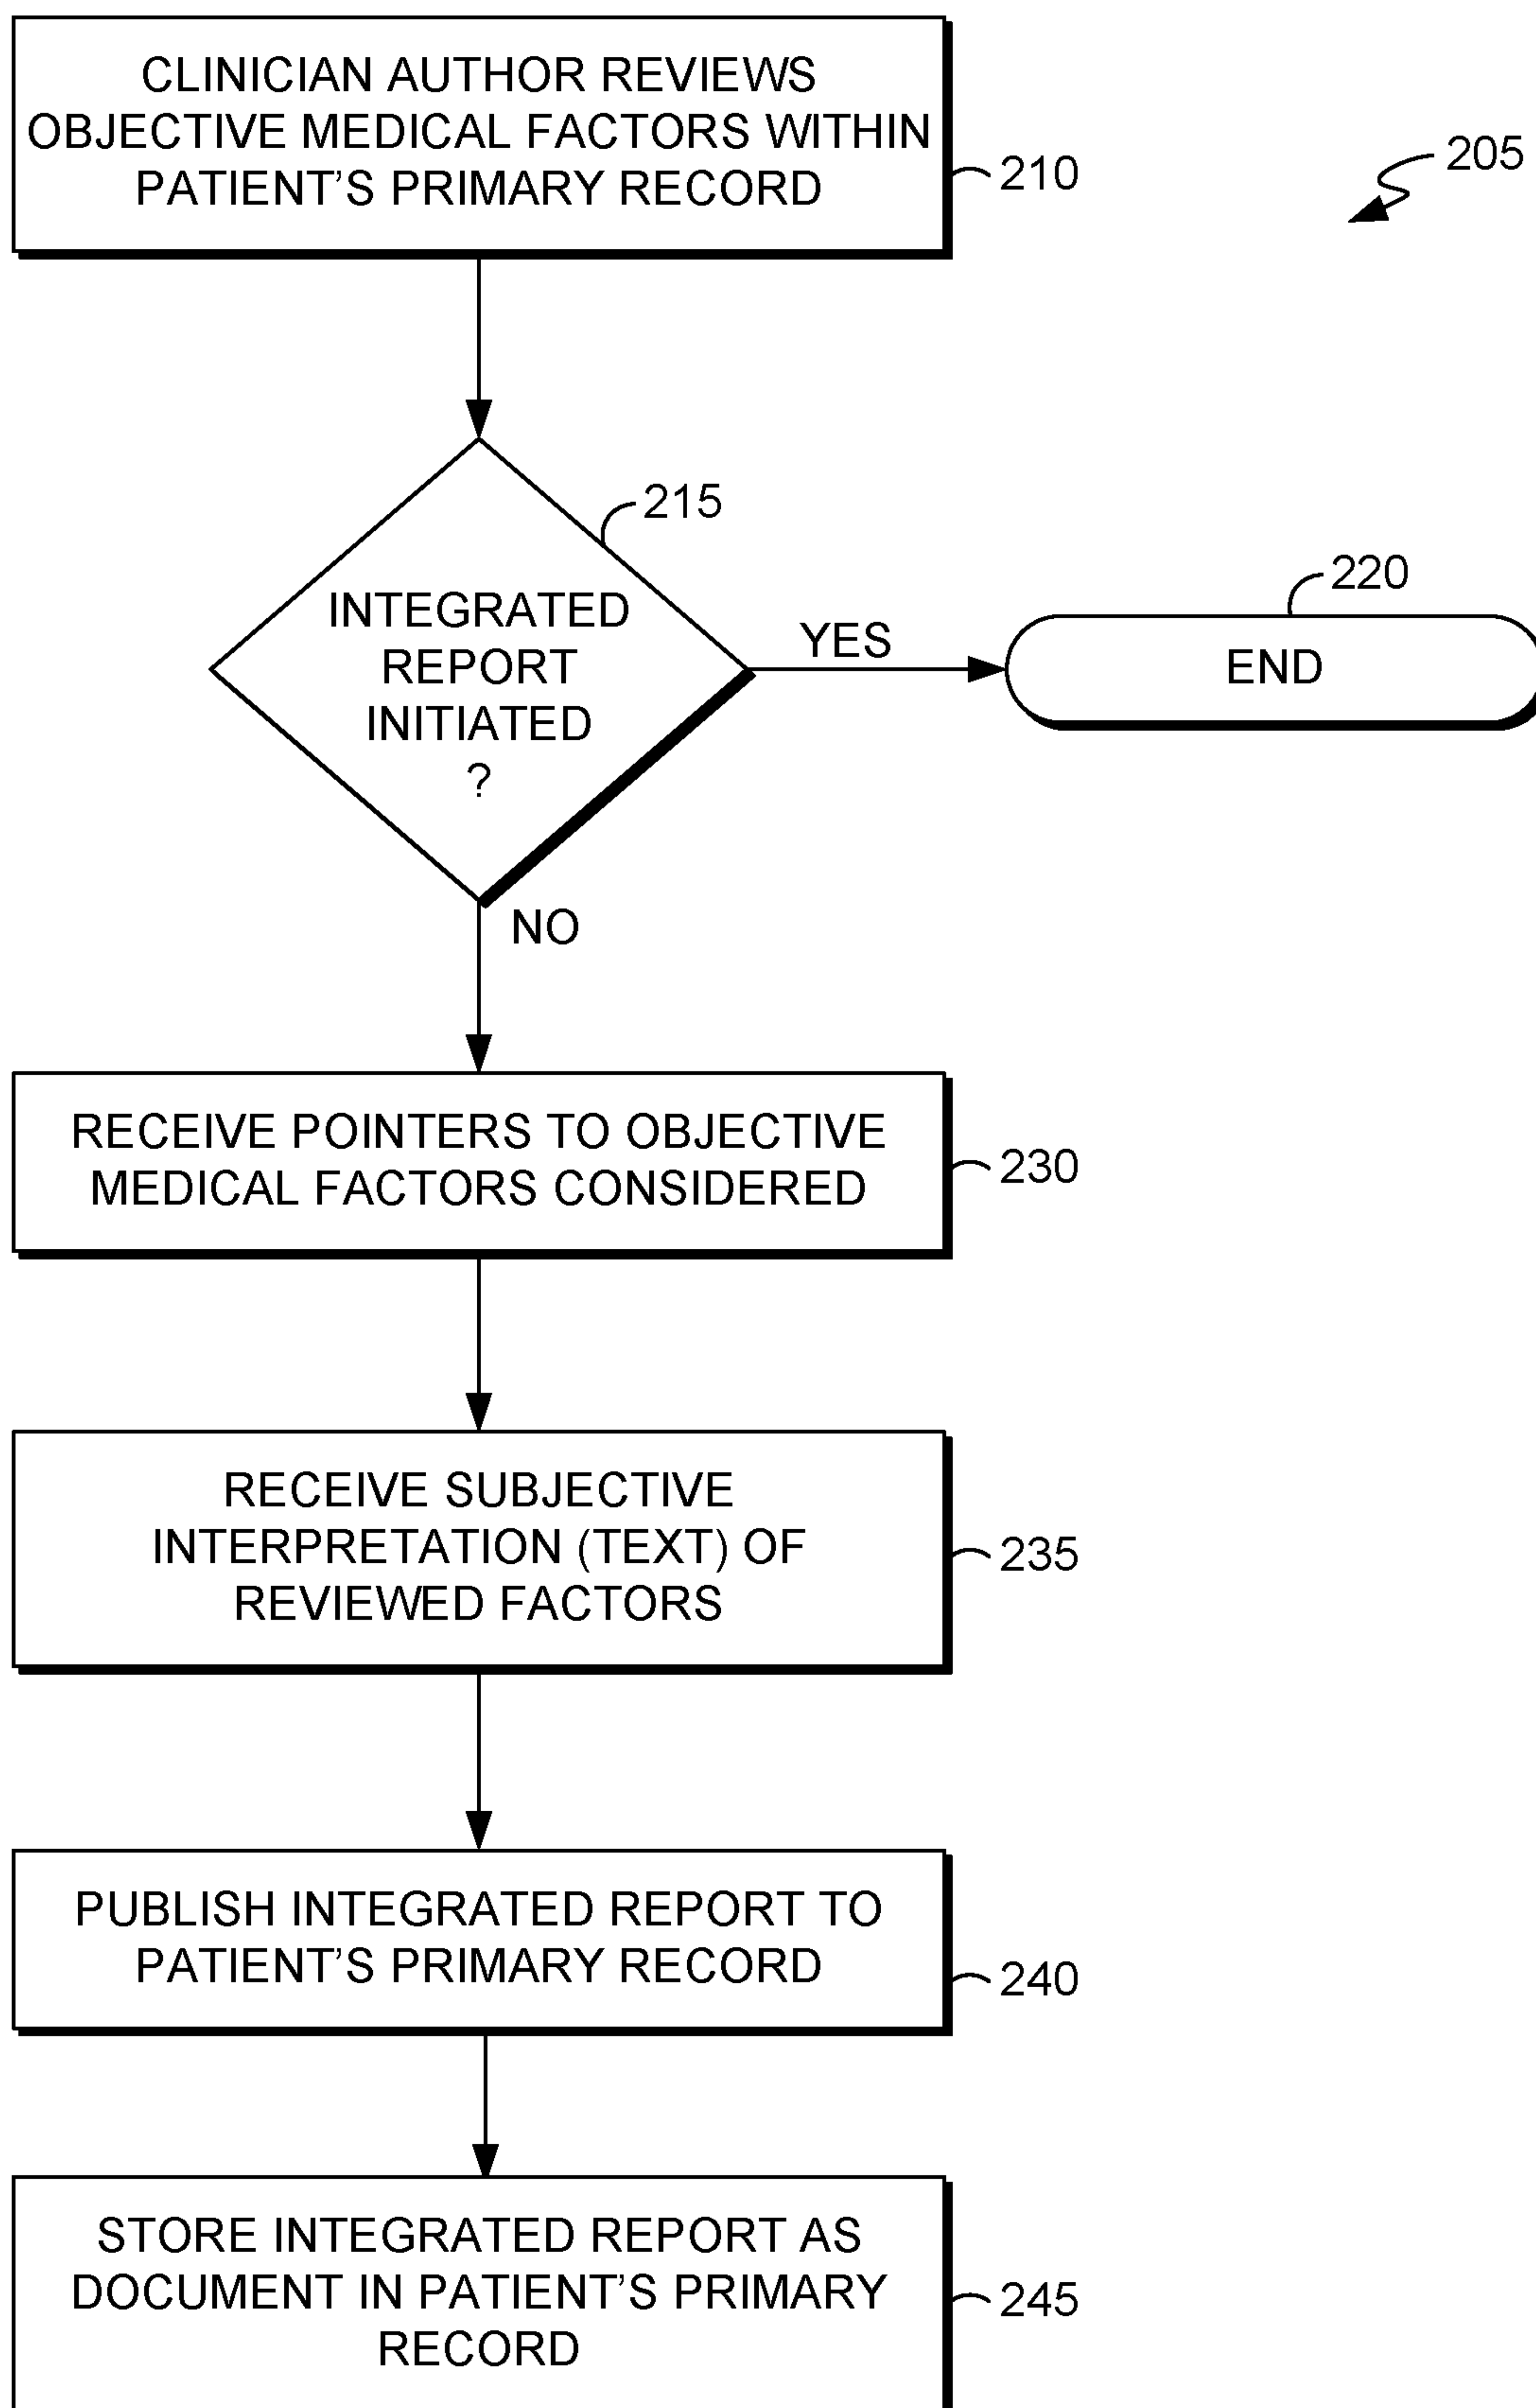 CLINICIAN AUTHOR REVIEWS
OBJECTIVE MEDICAL FACTORS WITHIN
PATIENT'S PRIMARY RECORD
210
205
215
INTEGRATED
REPORT
INITIATED
?
YES
220
END
NO
RECEIVE POINTERS TO OBJECTIVE
MEDICAL FACTORS CONSIDERED
230
RECEIVE SUBJECTIVE
INTERPRETATION (TEXT) OF
REVIEWED FACTORS
235
PUBLISH INTEGRATED REPORT TO
PATIENT'S PRIMARY RECORD
240
STORE INTEGRATED REPORT AS
DOCUMENT IN PATIENT'S PRIMARY
RECORD
245